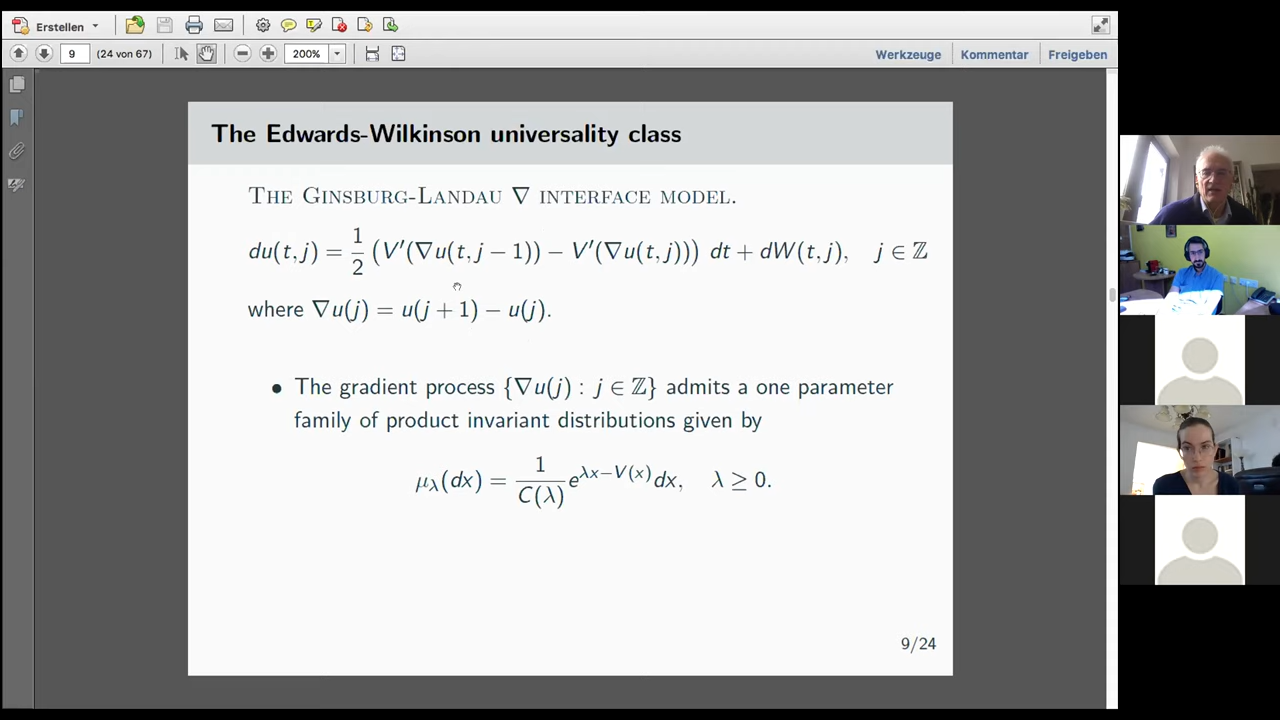 Erstellen
9 (24 von 67) 200% Werkzeuge Kommentar Freigeben
The Edwards-Wilkinson universality class
The Ginsburg-Landau ∇ interface model.
du(t, j) = 1/2 (V′(∇u(t, j − 1)) − V′(∇u(t, j)))) dt + dW(t, j), j ∈ ℤ
where ∇u(j) = u(j + 1) − u(j).
• The gradient process {∇u(j) : j ∈ ℤ} admits a one parameter
family of product invariant distributions given by
μ_λ(dx) = 1/C(λ) e^{λx−V(x)}dx, λ ≥ 0.
9/24